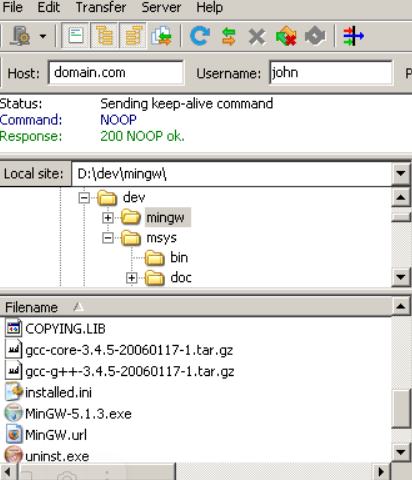 File Edit Transfer Server Help
Host: domain.com Username: john P
Status: Sending keep-alive command
Command: NOOP
Response: 200 NOOP ok.
Local site: D:\dev\mingw\
dev
mingw
msys
bin
doc
Filename
COPYING.LIB
gcc-core-3.4.5-20060117-1.tar.gz
gcc-g++-3.4.5-20060117-1.tar.gz
installed.ini
MinGW-5.1.3.exe
MinGW.url
uninst.exe